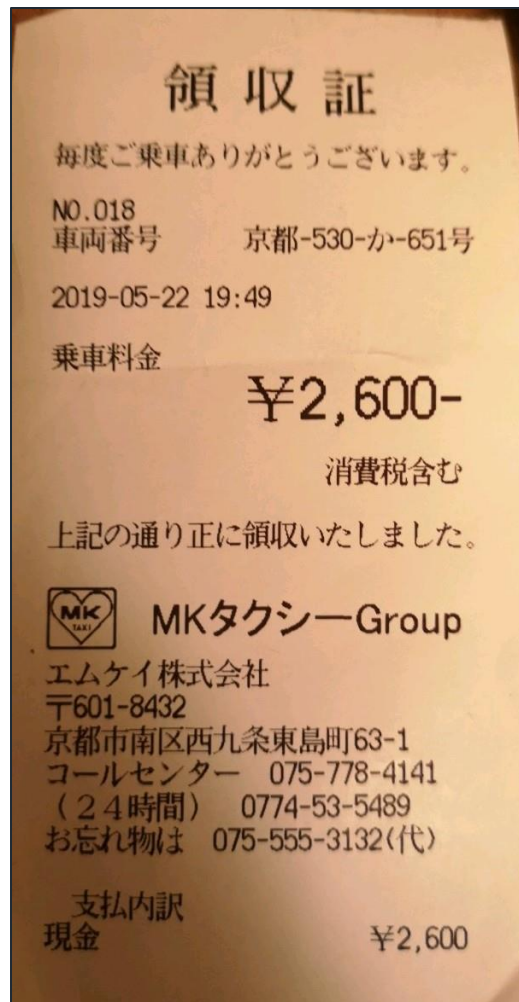 領収証
毎度ご乗車ありがとうございます。
NO.018
車両番号 京都-530-か-651号
2019-05-22 19:49
乗車料金
¥2,600-
消費税含む
上記の通り正に領収いたしました。
MK TAXI MKタクシーGroup
エムケイ株式会社
〒601-8432
京都市南区西九条東島町63-1
コールセンター 075-778-4141
(24時間) 0774-53-5489
お忘れ物は 075-555-3132(代)
支払内訳
現金 ¥2,600